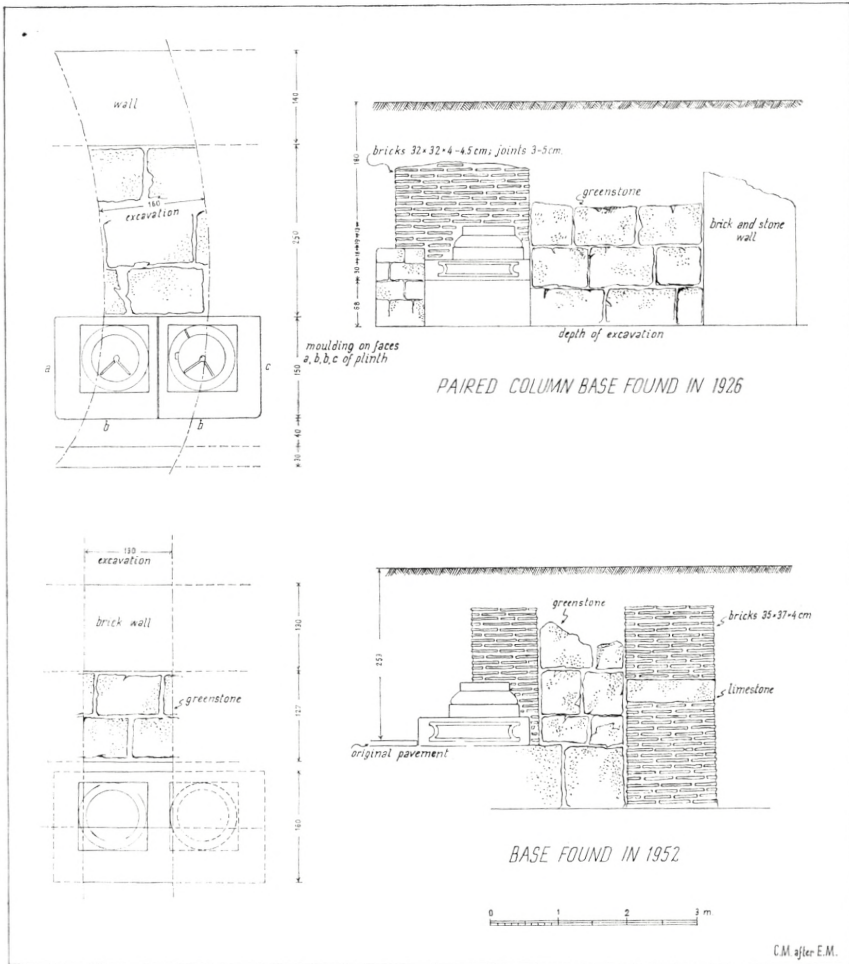 wall
160
excavation
140
250
150
40
30
a
b
b
c
moulding on faces
a, b, b, c of plinth
180
bricks 32×32×4-4.5 cm; joints 3-5 cm.
greenstone
brick and stone
wall
30
68
depth of excavation
PAIRED COLUMN BASE FOUND IN 1926
130
excavation
brick wall
130
greenstone
127
160
253
greenstone
bricks 35×37×4 cm
limestone
original pavement
BASE FOUND IN 1952
0 1 2 3 m.
C.M. after E.M.